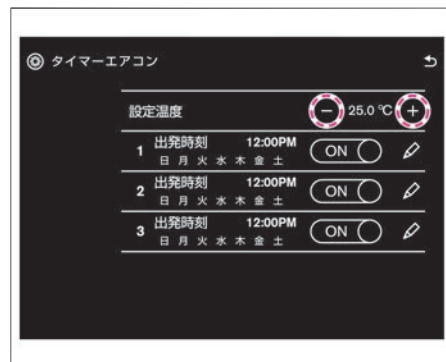 タイマーエアコン
設定温度 − 25.0 ℃ +
1 出発時刻 12:00PM ON
日 月 火 水 木 金 土
2 出発時刻 12:00PM ON
日 月 火 水 木 金 土
3 出発時刻 12:00PM ON
日 月 火 水 木 金 土